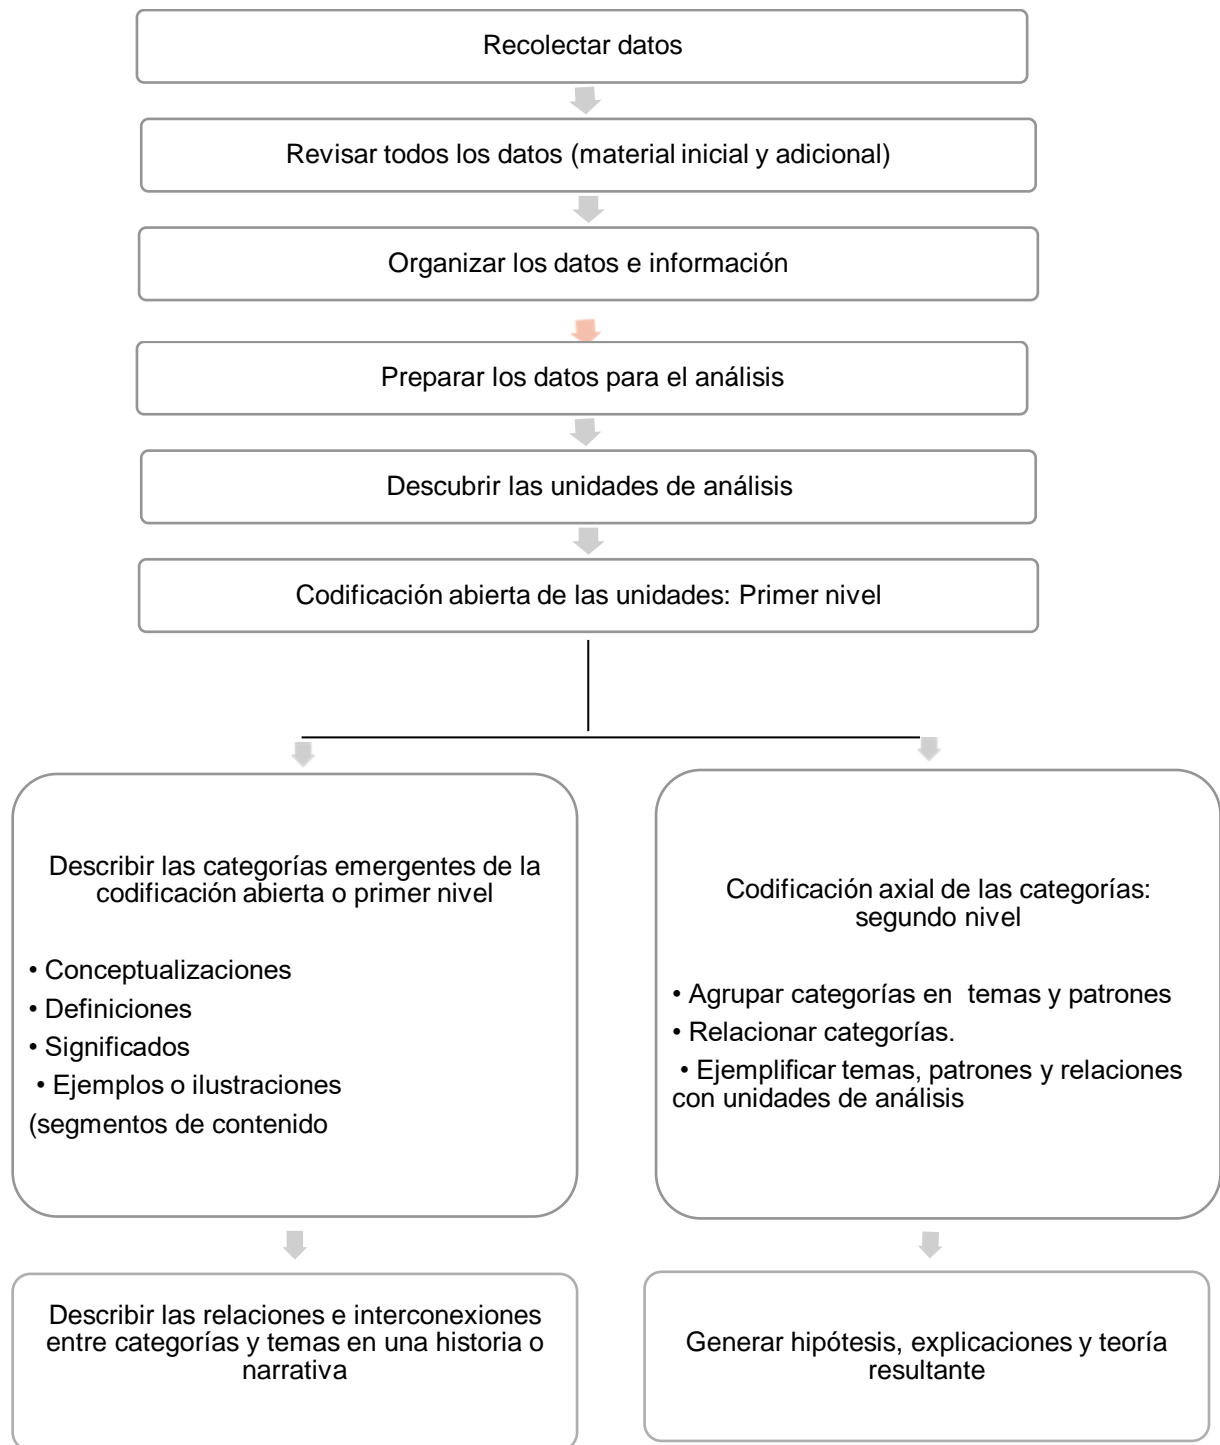 Recolectar datos
Revisar todos los datos (material inicial y adicional)
Organizar los datos e información
Preparar los datos para el análisis
Descubrir las unidades de análisis
Codificación abierta de las unidades: Primer nivel
Describir las categorías emergentes de la
codificación abierta o primer nivel
• Conceptualizaciones
• Definiciones
• Significados
• Ejemplos o ilustraciones
(segmentos de contenido
Codificación axial de las categorías:
segundo nivel
• Agrupar categorías en  temas y patrones
• Relacionar categorías.
• Ejemplificar temas, patrones y relaciones
con unidades de análisis
Describir las relaciones e interconexiones
entre categorías y temas en una historia o
narrativa
Generar hipótesis, explicaciones y teoría
resultante